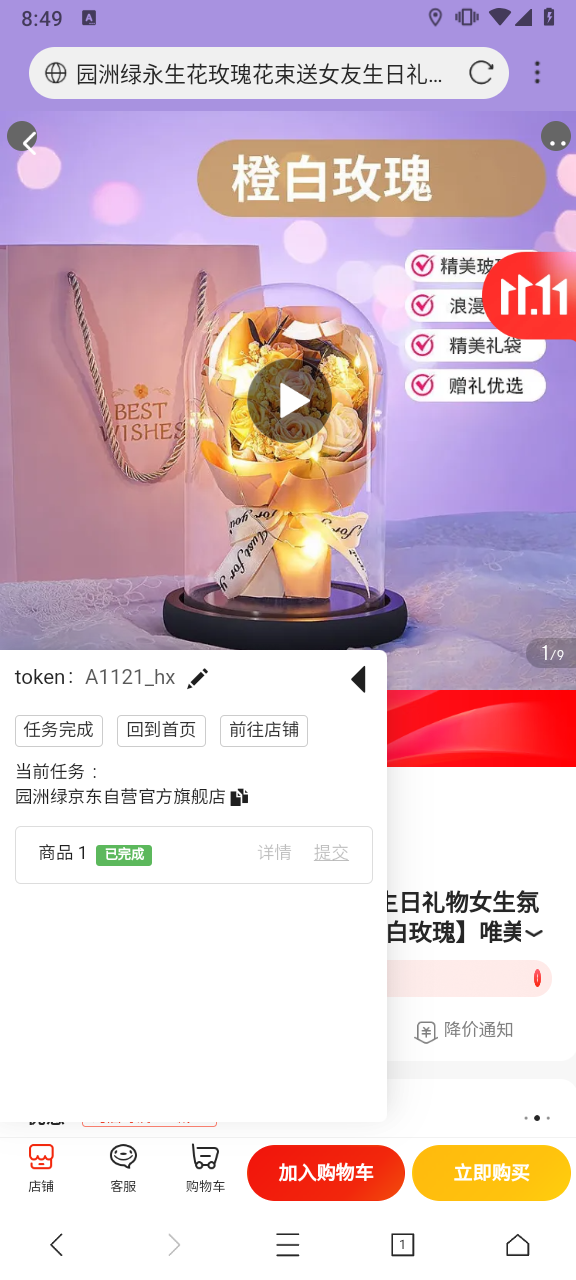 8:49
园洲绿永生花玫瑰花束送女友生日礼...
橙白玫瑰
精美玻
浪漫
精美礼袋
赠礼优选
11.11
BEST
WISHES
for you
Just for y
1/9
token： A1121_hx
任务完成 回到首页 前往店铺
当前任务：
园洲绿京东自营官方旗舰店
商品 1 已完成 详情 提交
生日礼物女生氛
白玫瑰】唯美
降价通知
店铺 客服 购物车 加入购物车 立即购买
1